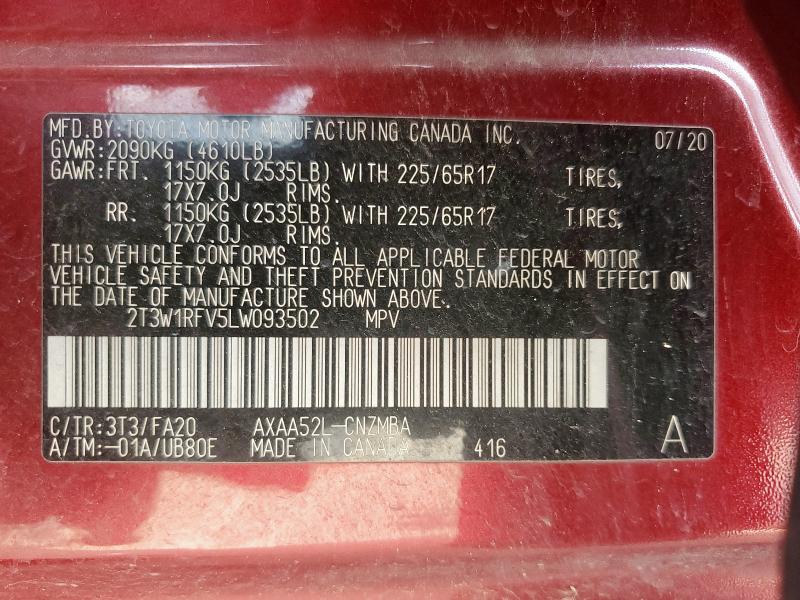 MFD.BY:TOYOTA MOTOR MANUFACTURING CANADA INC. 07/20
GVWR:2090KG (4610LB)
GAWR:FRT. 1150KG (2535LB) WITH 225/65R17 TIRES,
17X7.0J RIMS.
RR. 1150KG (2535LB) WITH 225/65R17 TIRES,
17X7.0J RIMS.
THIS VEHICLE CONFORMS TO ALL APPLICABLE FEDERAL MOTOR
VEHICLE SAFETY AND THEFT PREVENTION STANDARDS IN EFFECT ON
THE DATE OF MANUFACTURE SHOWN ABOVE.
2T3W1RFV5LW093502 MPV
C/TR:3T3/FA20 AXAA52L-CNZMBA
A/TM:-01A/UB80E MADE IN CANADA 416 A